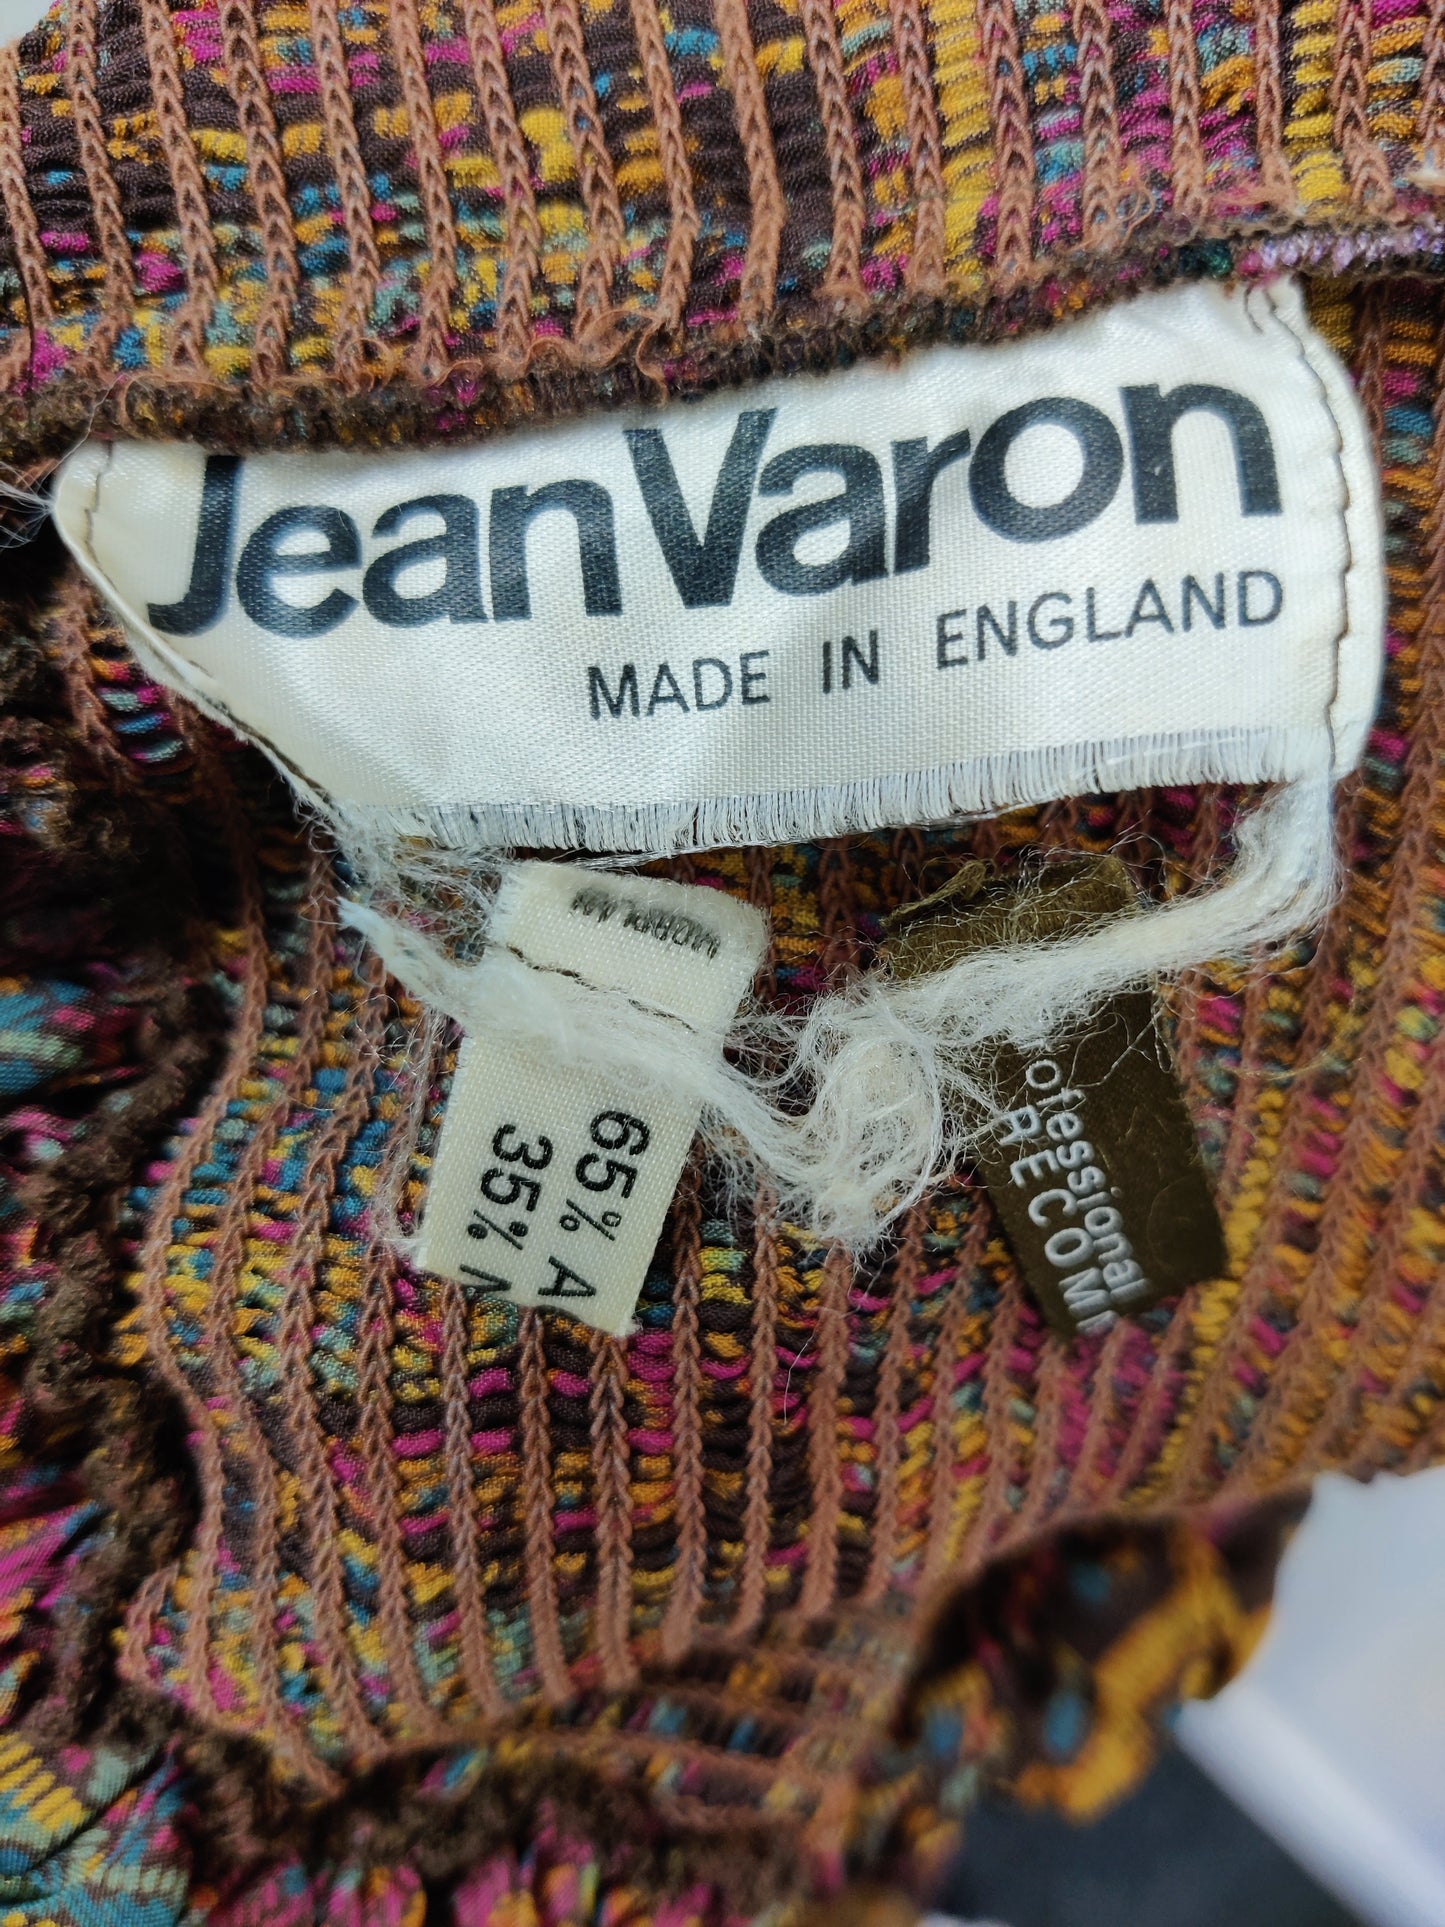 Jean Varon
MADE IN ENGLAND
65% A
35% N
ofessional
RECOM